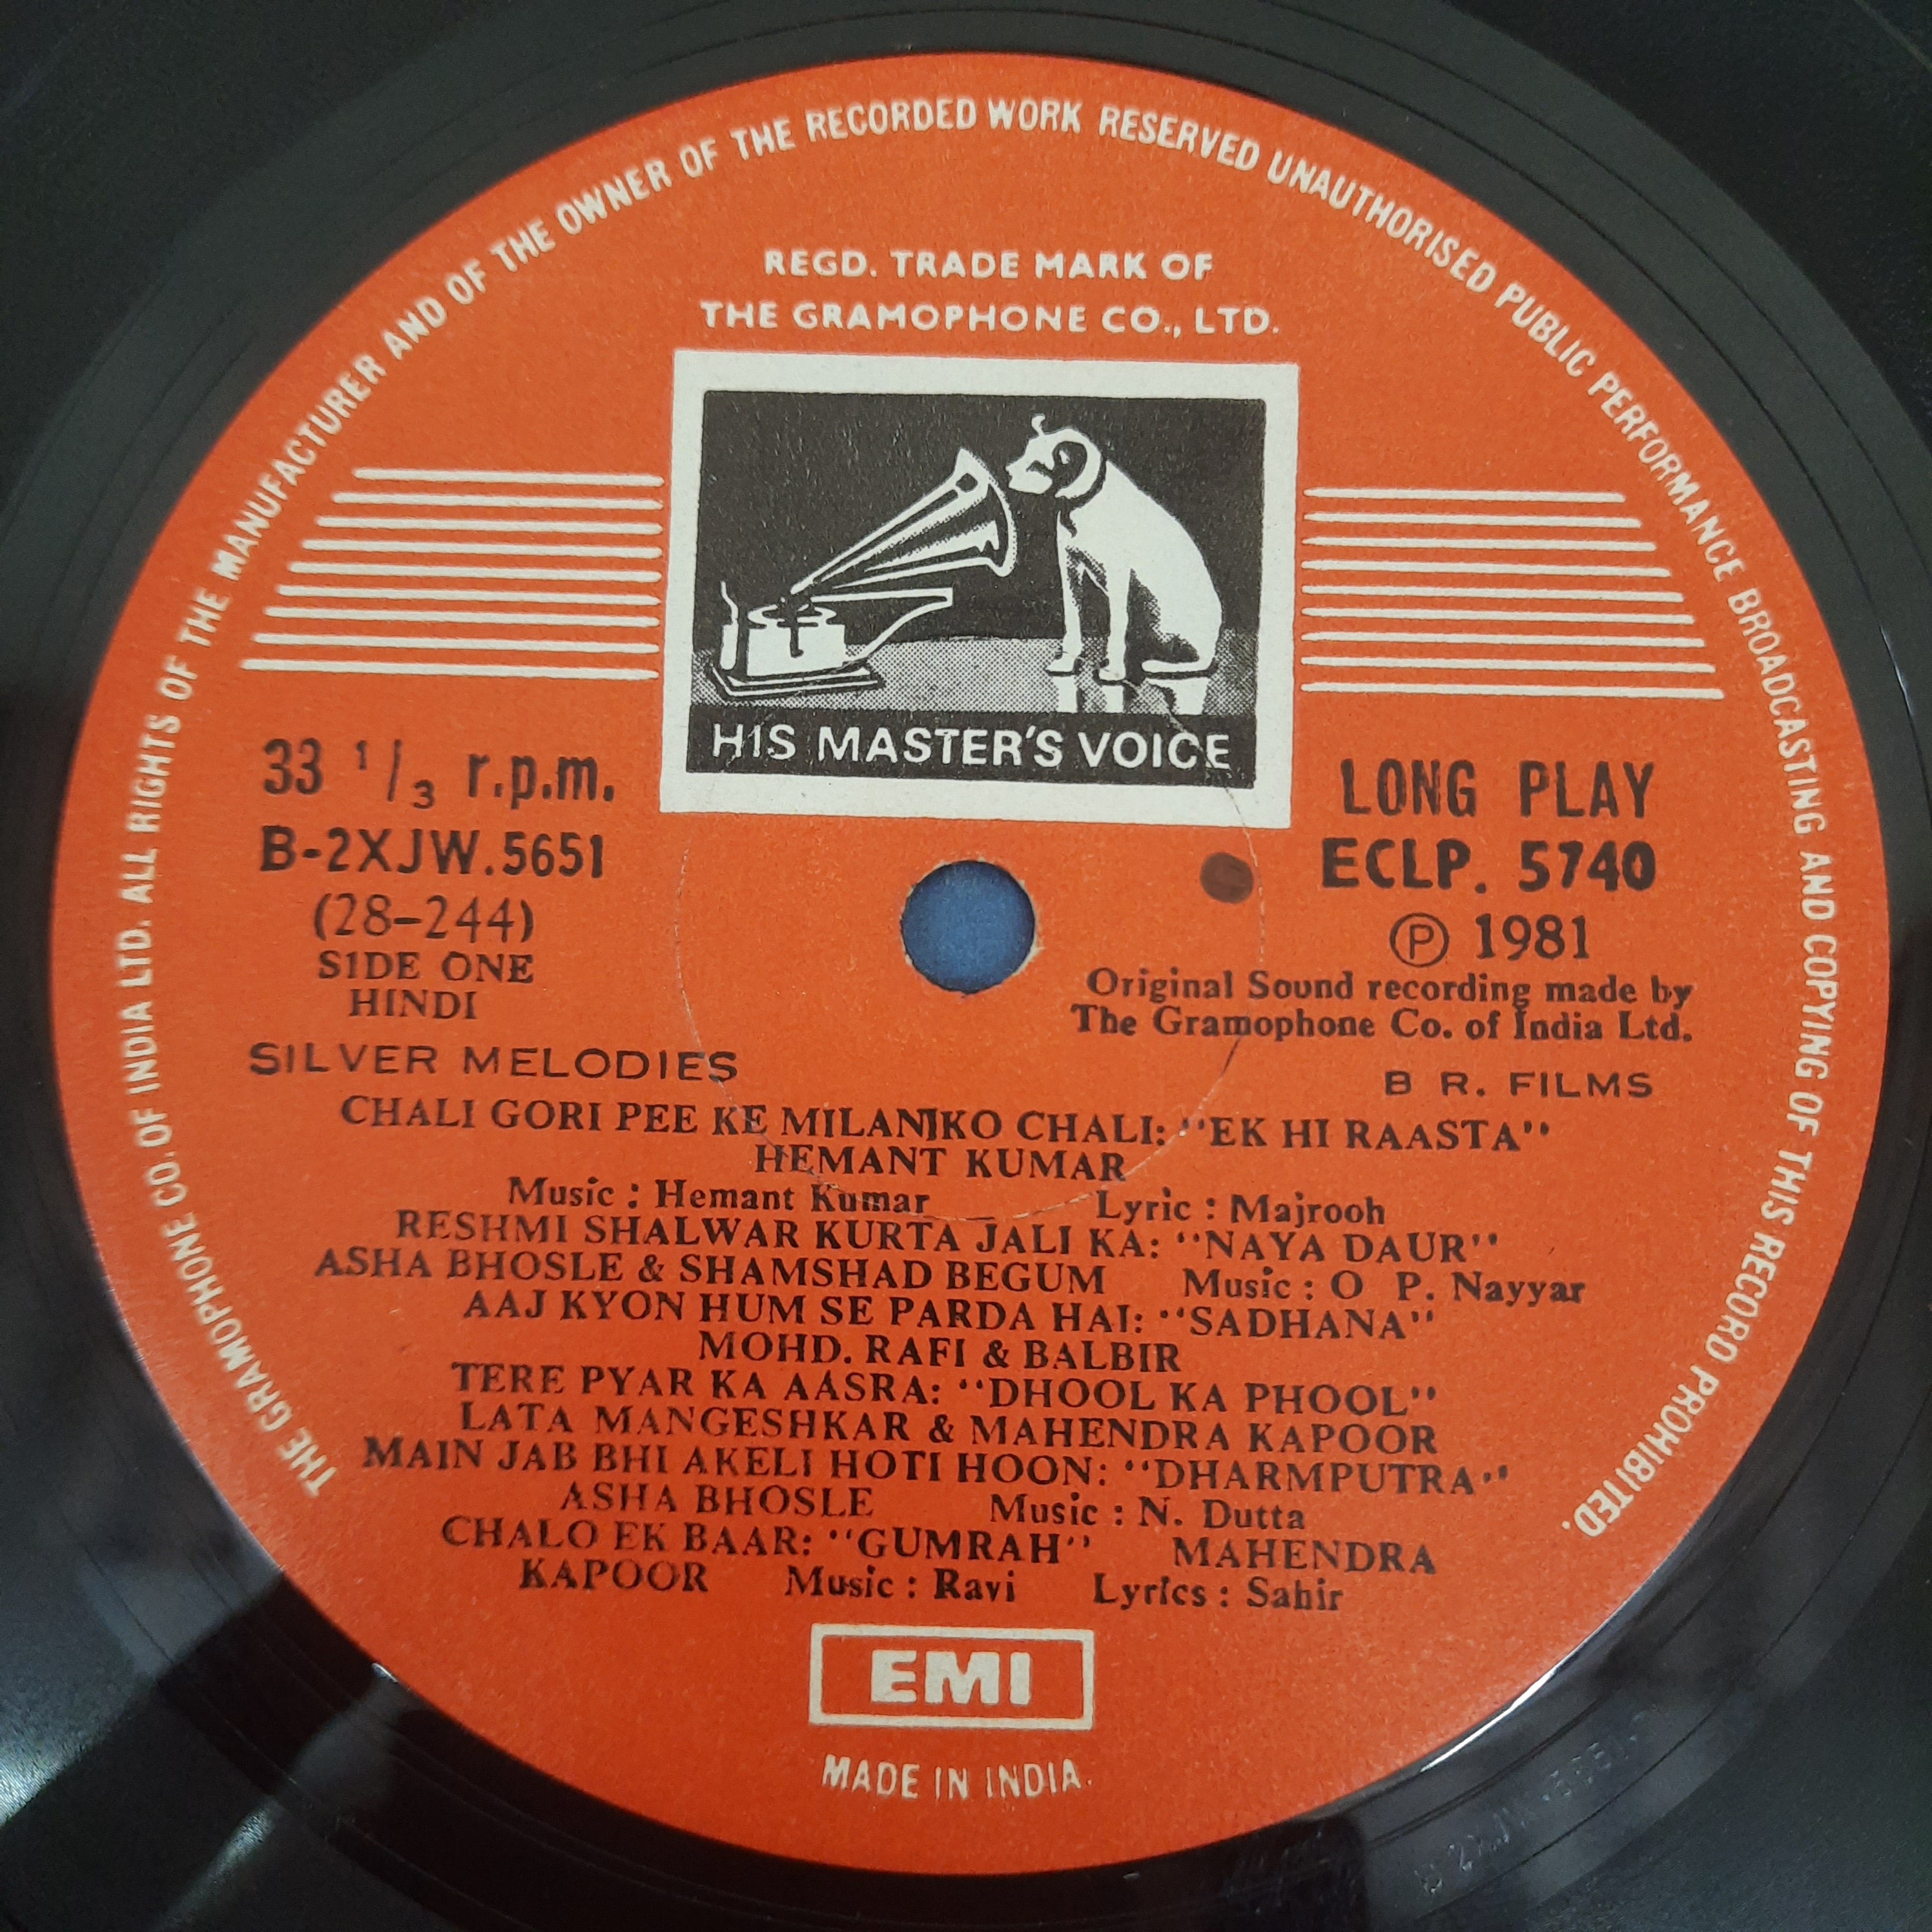 THE GRAMOPHONE CO. OF INDIA LTD. ALL RIGHTS OF THE MANUFACTURER AND OF THE OWNER OF THE RECORDED WORK RESERVED UNAUTHORISED PUBLIC PERFORMANCE BROADCASTING AND COPYING OF THIS RECORD PROHIBITED.
REGD. TRADE MARK OF
THE GRAMOPHONE CO., LTD.
HIS MASTER'S VOICE
33 1/3 r.p.m.
B-2XJW.5651
(28-244)
SIDE ONE
HINDI
LONG PLAY
ECLP. 5740
Ⓟ 1981
Original Sound recording made by
The Gramophone Co. of India Ltd.
SILVER MELODIES
B R. FILMS
CHALI GORI PEE KE MILAN KO CHALI: "EK HI RAASTA"
HEMANT KUMAR
Music : Hemant Kumar Lyric : Majrooh
RESHMI SHALWAR KURTA JALI KA: "NAYA DAUR"
ASHA BHOSLE & SHAMSHAD BEGUM Music : O P. Nayyar
AAJ KYON HUM SE PARDA HAI: "SADHANA"
MOHD. RAFI & BALBIR
TERE PYAR KA AASRA: "DHOOL KA PHOOL"
LATA MANGESHKAR & MAHENDRA KAPOOR
MAIN JAB BHI AKELI HOTI HOON: "DHARMPUTRA"
ASHA BHOSLE Music : N. Dutta
CHALO EK BAAR: "GUMRAH" MAHENDRA
KAPOOR Music : Ravi Lyrics : Sahir
EMI
MADE IN INDIA.